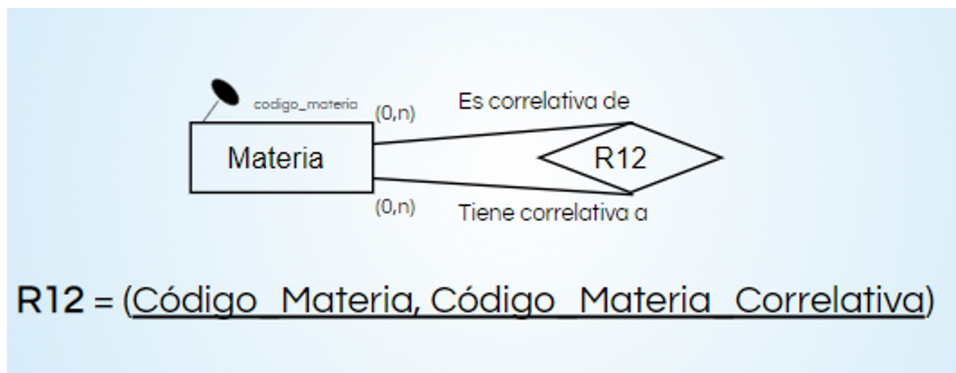 codigo_materia
(0,n)
Es correlativa de
Materia
R12
(0,n)
Tiene correlativa a
R12 = (Código_Materia, Código_Materia_Correlativa)